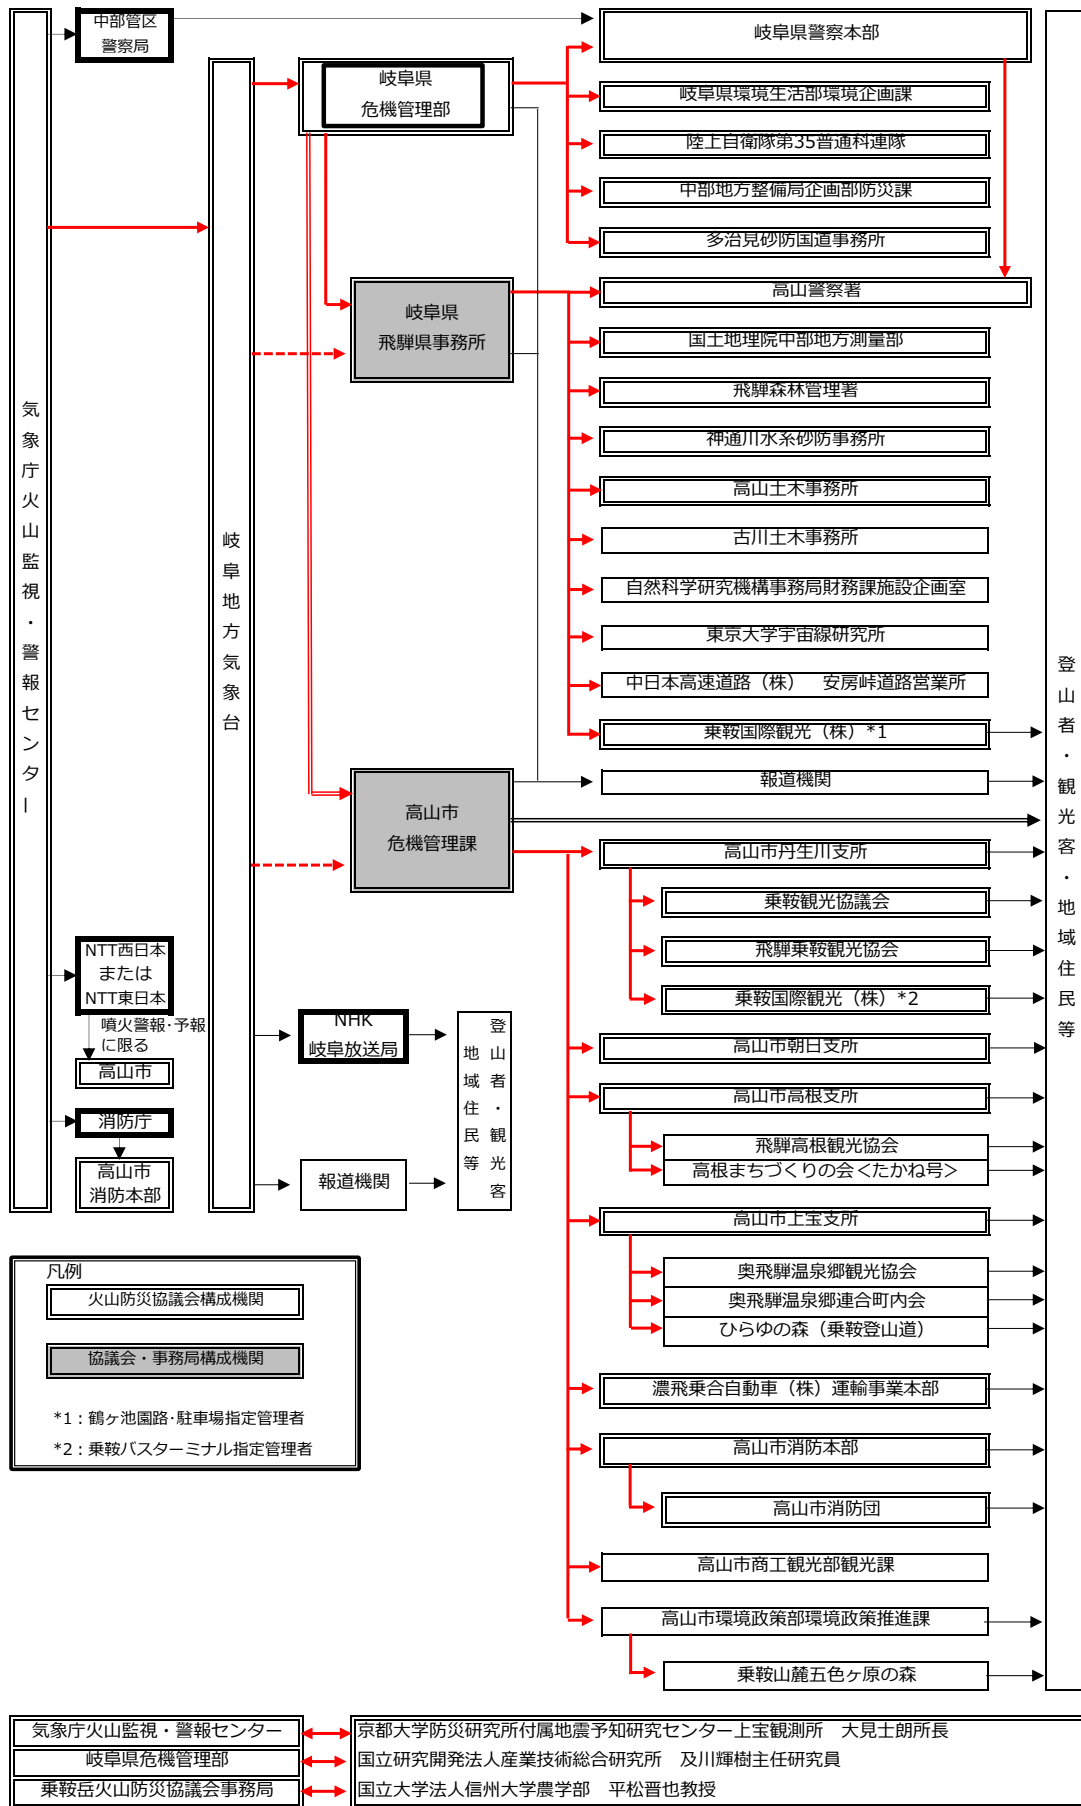 中部管区
警察局
岐阜県警察本部
岐阜県
危機管理部
岐阜県環境生活部環境企画課
陸上自衛隊第35普通科連隊
中部地方整備局企画部防災課
多治見砂防国道事務所
高山警察署
岐阜県
飛騨県事務所
国土地理院中部地方測量部
飛騨森林管理署
神通川水系砂防事務所
高山土木事務所
古川土木事務所
自然科学研究機構事務局財務課施設企画室
東京大学宇宙線研究所
中日本高速道路（株）　安房峠道路営業所
乗鞍国際観光（株）*1
報道機関
気象庁火山監視・警報センター
岐阜地方気象台
登山者・観光客・地域住民等
高山市
危機管理課
高山市丹生川支所
乗鞍観光協議会
飛騨乗鞍観光協会
乗鞍国際観光（株）*2
高山市朝日支所
高山市高根支所
飛騨高根観光協会
高根まちづくりの会＜たかね号＞
高山市上宝支所
奥飛騨温泉郷観光協会
奥飛騨温泉郷連合町内会
ひらゆの森（乗鞍登山道）
濃飛乗合自動車（株）運輸事業本部
高山市消防本部
高山市消防団
高山市商工観光部観光課
高山市環境政策部環境政策推進課
乗鞍山麓五色ヶ原の森
NTT西日本
または
NTT東日本
噴火警報･予報
に限る
高山市
消防庁
高山市
消防本部
NHK
岐阜放送局
報道機関
登山者・観光客
地域住民等
凡例
火山防災協議会構成機関
協議会・事務局構成機関
*1：鶴ヶ池園路･駐車場指定管理者
*2：乗鞍バスターミナル指定管理者
気象庁火山監視・警報センター
岐阜県危機管理部
乗鞍岳火山防災協議会事務局
京都大学防災研究所付属地震予知研究センター上宝観測所　大見士朗所長
国立研究開発法人産業技術総合研究所　及川輝樹主任研究員
国立大学法人信州大学農学部　平松晋也教授